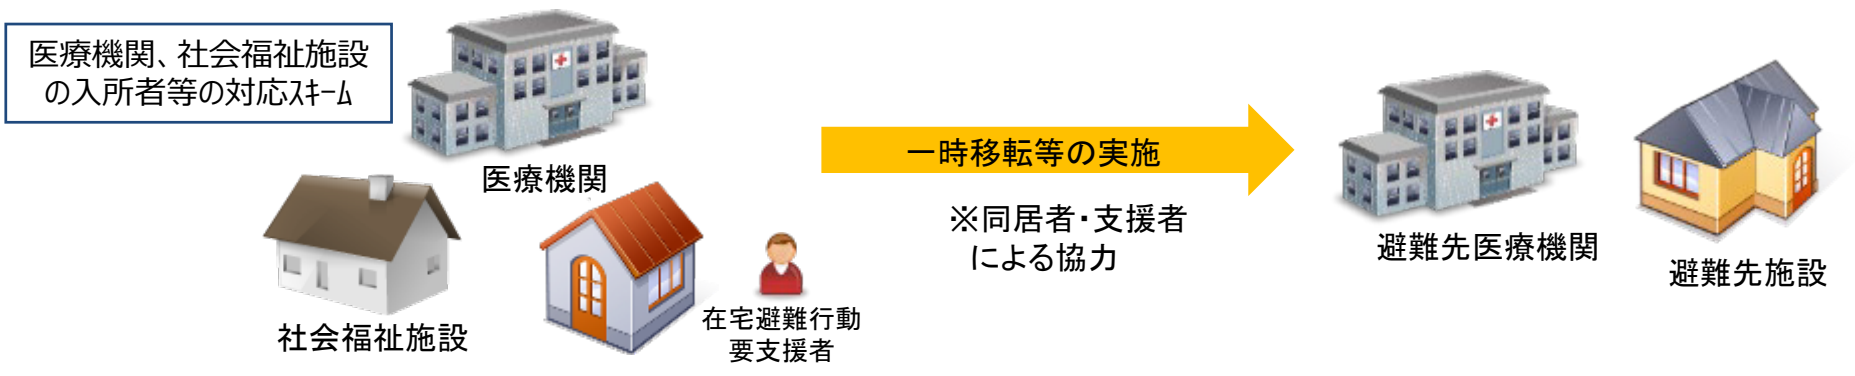 医療機関、社会福祉施設
の入所者等の対応ｽｷｰﾑ
医療機関
社会福祉施設
在宅避難行動
要支援者
一時移転等の実施
※同居者・支援者
による協力
避難先医療機関
避難先施設